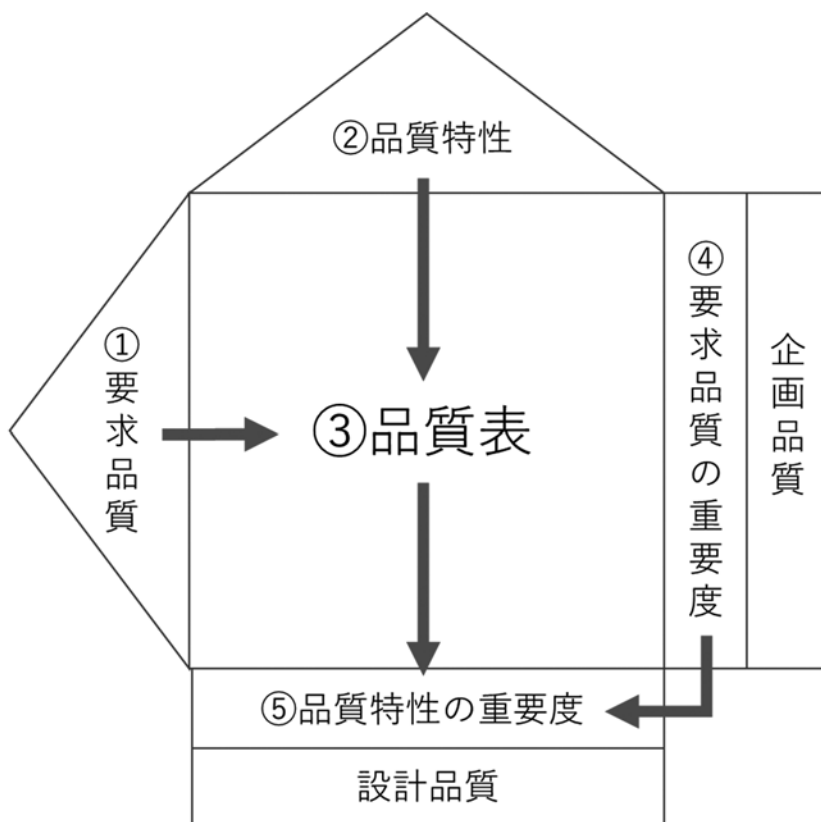 ②品質特性
①要求品質
③品質表
④要求品質の重要度
企画品質
⑤品質特性の重要度
設計品質